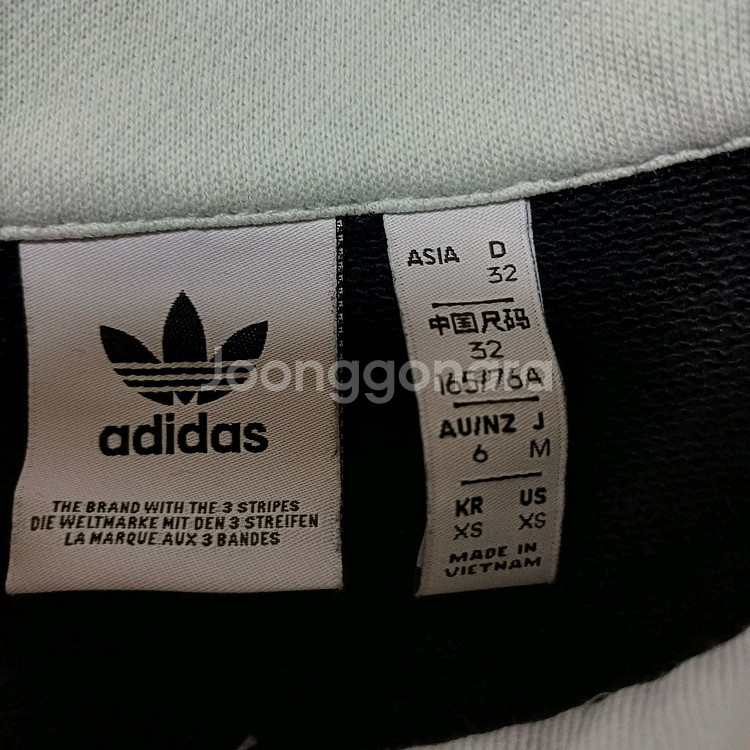 adidas
THE BRAND WITH THE 3 STRIPES
DIE WELTMARKE MIT DEN 3 STREIFEN
LA MARQUE AUX 3 BANDES
ASIA D
32
中国尺码
32
165/76A
AU/NZ J
6 M
KR US
XS XS
MADE IN
VIETNAM
Joonggonara